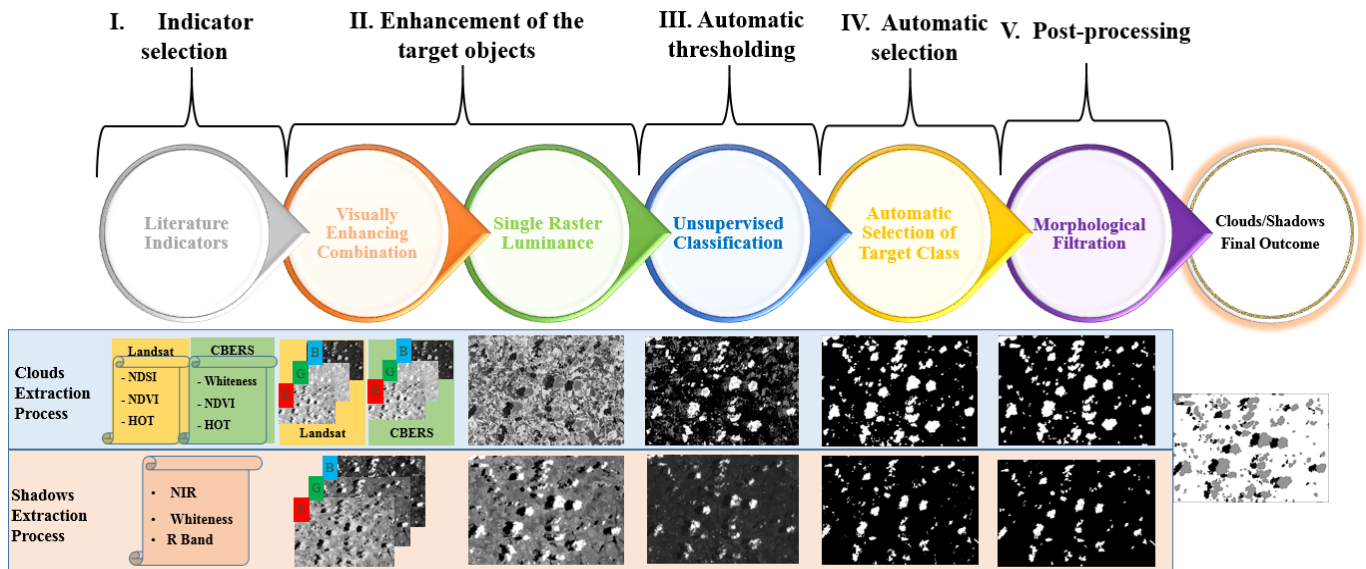 I. Indicator
selection
II. Enhancement of the
target objects
III. Automatic
thresholding
IV. Automatic
selection
V. Post-processing
Literature
Indicators
Visually
Enhancing
Combination
Single Raster
Luminance
Unsupervised
Classification
Automatic
Selection of
Target Class
Morphological
Filtration
Clouds/Shadows
Final Outcome
Clouds
Extraction
Process
Landsat
- NDSI
- NDVI
- HOT
CBERS
- Whiteness
- NDVI
- HOT
B
G
R
Landsat
B
G
R
CBERS
Shadows
Extraction
Process
• NIR
• Whiteness
• R Band
B
G
R